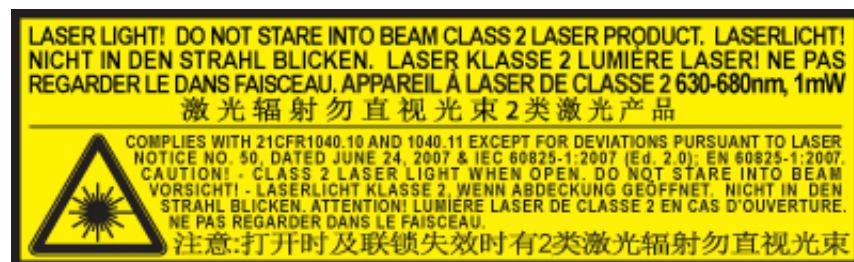 LASER LIGHT! DO NOT STARE INTO BEAM CLASS 2 LASER PRODUCT. LASERLICHT!
NICHT IN DEN STRAHL BLICKEN. LASER KLASSE 2 LUMIÈRE LASER! NE PAS
REGARDER LE DANS FAISCEAU. APPAREIL À LASER DE CLASSE 2 630-680nm, 1mW
激光辐射勿直视光束2类激光产品
COMPLIES WITH 21CFR1040.10 AND 1040.11 EXCEPT FOR DEVIATIONS PURSUANT TO LASER
NOTICE NO. 50, DATED JUNE 24, 2007 & IEC 60825-1:2007 (Ed. 2.0); EN 60825-1:2007.
CAUTION! - CLASS 2 LASER LIGHT WHEN OPEN. DO NOT STARE INTO BEAM
VORSICHT! - LASERLICHT KLASSE 2, WENN ABDECKUNG GEÖFFNET. NICHT IN DEN
STRAHL BLICKEN. ATTENTION! LUMIÈRE LASER DE CLASSE 2 EN CAS D'OUVERTURE.
NE PAS REGARDER DANS LE FAISCEAU.
注意:打开时及联锁失效时有2类激光辐射勿直视光束